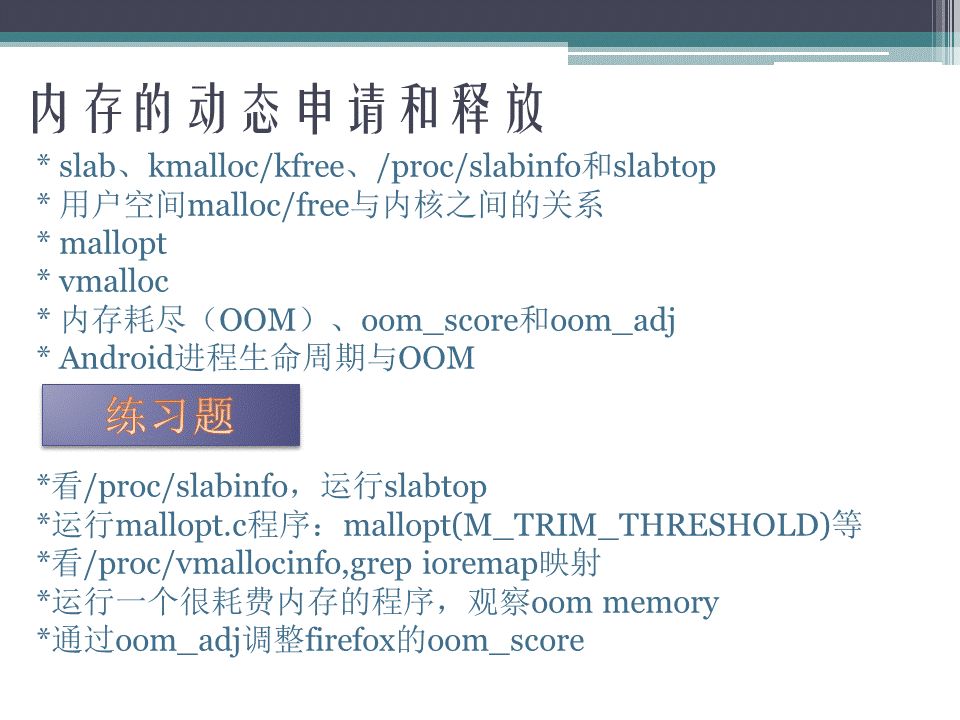 内存的动态申请和释放
* slab、kmalloc/kfree、/proc/slabinfo和slabtop
* 用户空间malloc/free与内核之间的关系
* mallopt
* vmalloc
* 内存耗尽（OOM）、oom_score和oom_adj
* Android进程生命周期与OOM
练习题
*看/proc/slabinfo，运行slabtop
*运行mallopt.c程序：mallopt(M_TRIM_THRESHOLD)等
*看/proc/vmallocinfo,grep ioremap映射
*运行一个很耗费内存的程序，观察oom memory
*通过oom_adj调整firefox的oom_score